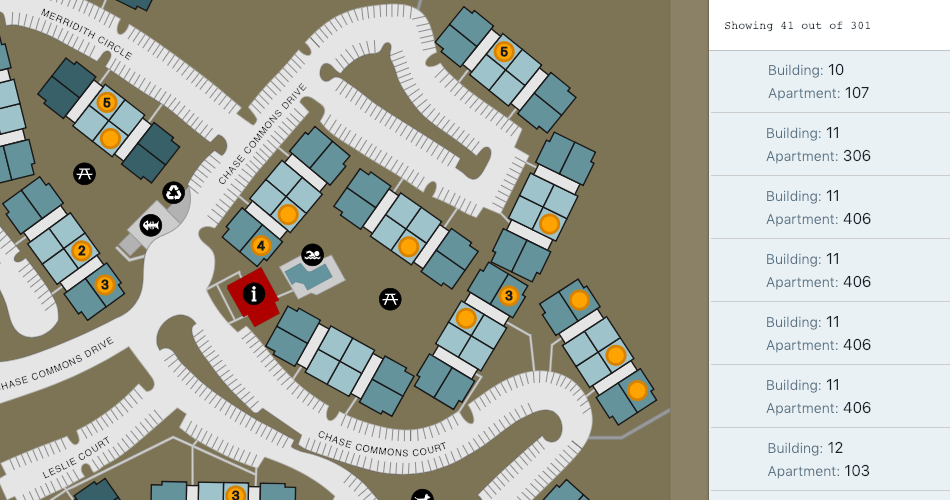 MERRIDITH CIRCLE
5
5
CHASE COMMONS DRIVE
4
2
3
i
3
CHASE COMMONS DRIVE
CHASE COMMONS COURT
LESLIE COURT
3
Showing 41 out of 301
Building: 10
Apartment: 107
Building: 11
Apartment: 306
Building: 11
Apartment: 406
Building: 11
Apartment: 406
Building: 11
Apartment: 406
Building: 11
Apartment: 406
Building: 12
Apartment: 103